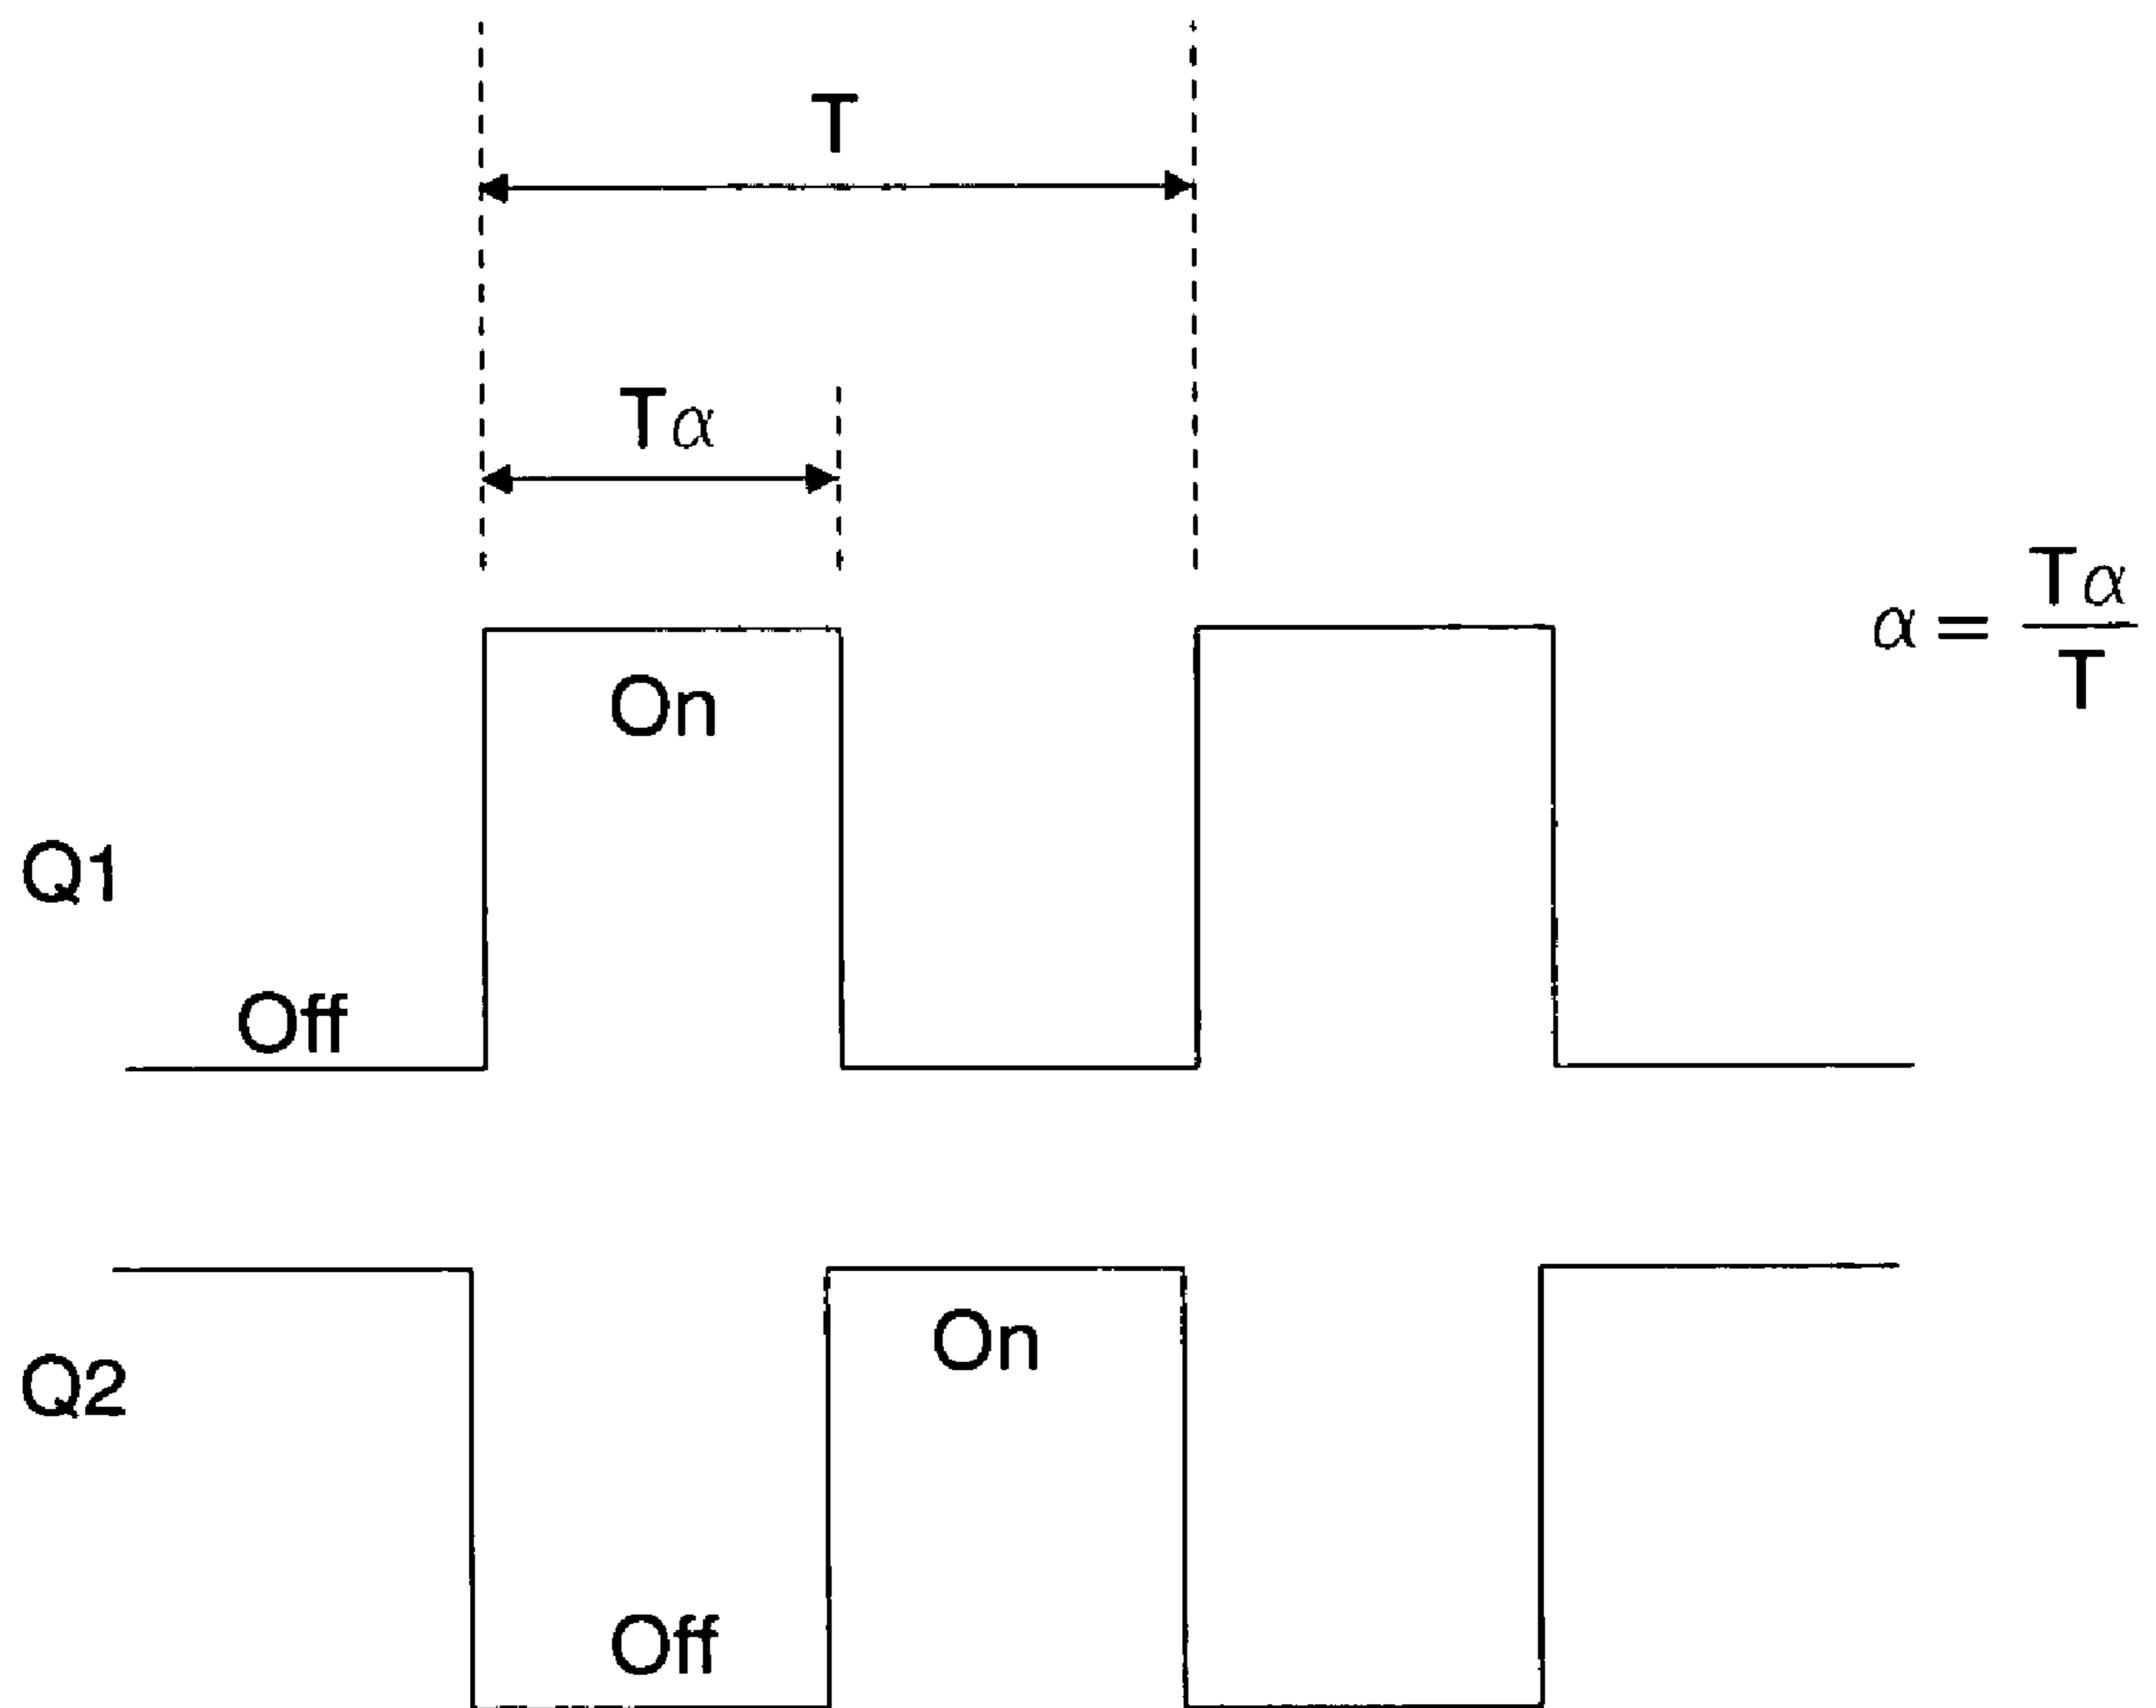 T
Tα
α = Tα / T
On
Q1
Off
On
Q2
Off